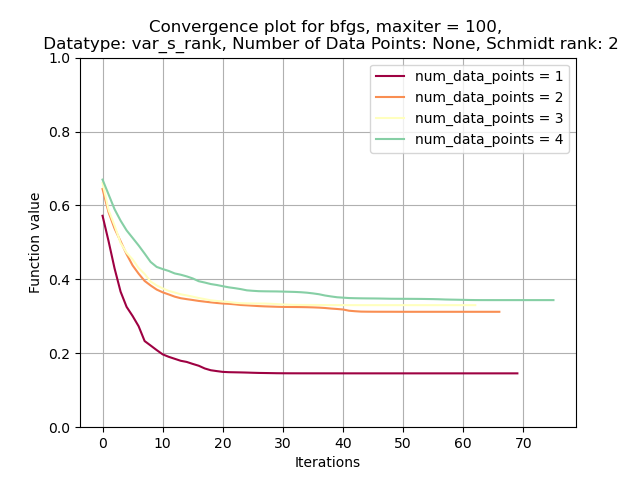 Convergence plot for bfgs, maxiter = 100,
Datatype: var_s_rank, Number of Data Points: None, Schmidt rank: 2
1.0
0.8
0.6
0.4
0.2
0.0
Function value
num_data_points = 1
num_data_points = 2
num_data_points = 3
num_data_points = 4
0 10 20 30 40 50 60 70
Iterations